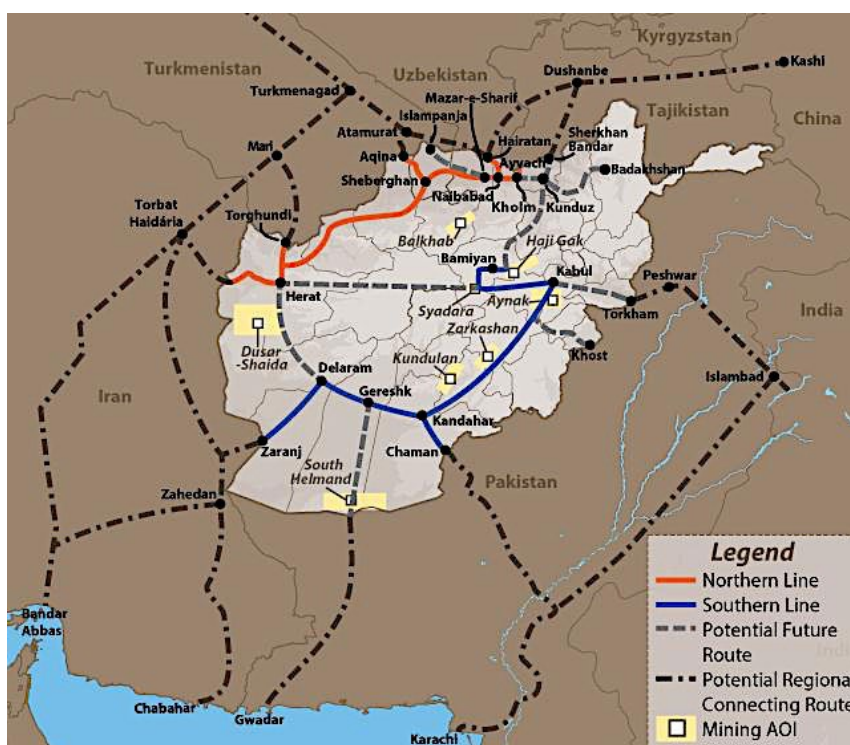 Kyrgyzstan
Kashi
Dushanbe
Uzbekistan
Turkmenistan
Turkmenagad
Mazar-e-Sharif
Islampanja
Tajikistan
China
Atamurat
Hairatan
Sherkhan
Bandar
Mari
Aqina
Ayvach
Badakhshan
Sheberghan
Naibabad
Kholm
Kunduz
Torbat
Haidária
Torghundi
Balkhab
Haji Gak
Bamiyan
Kabul
Peshwar
Herat
Syadara
Aynak
Torkham
India
Zarkashan
Dusar
-Shaida
Kundulan
Khost
Delaram
Islambad
Gereshk
Iran
Kandahar
Zaranj
Chaman
South
Helmand
Pakistan
Zahedan
Legend
Northern Line
Southern Line
Potential Future
Route
Potential Regiona
Connecting Route
Mining AOI
Bandar
Abbas
Chabahar
Gwadar
Karachi